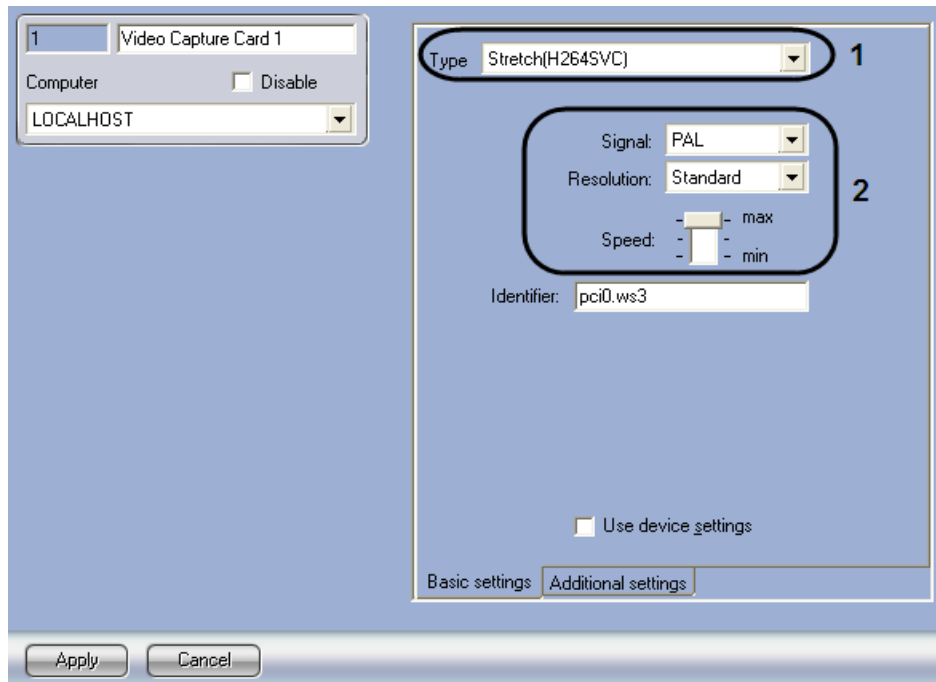 1 Video Capture Card 1
Computer Disable
LOCALHOST
Type Stretch(H264SVC) 1
Signal: PAL
Resolution: Standard
2
max
Speed:
min
Identifier: pci0.ws3
Use device settings
Basic settings Additional settings
Apply Cancel